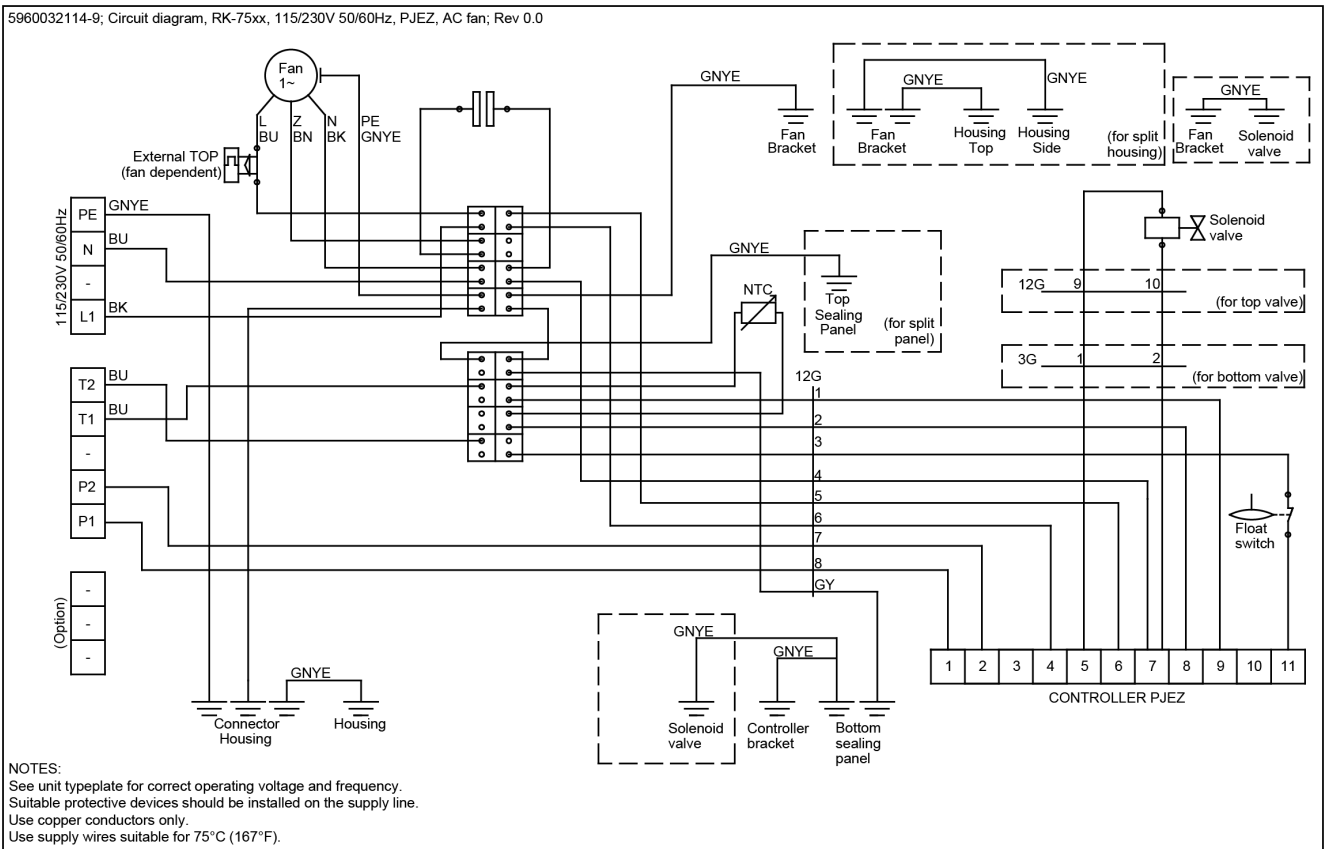 5960032114-9; Circuit diagram, RK-75xx, 115/230V 50/60Hz, PJEZ, AC fan; Rev 0.0
Fan
1~
L
BU
Z
BN
N
BK
PE
GNYE
External TOP
(fan dependent)
GNYE
Fan
Bracket
GNYE
GNYE
Fan
Bracket
Housing
Top
Housing
Side
(for split
housing)
GNYE
Fan
Bracket
Solenoid
valve
115/230V 50/60Hz
PE
GNYE
N
BU
-
L1
BK
GNYE
Top
Sealing
Panel
(for split
panel)
NTC
Solenoid
valve
12G
9
10
(for top valve)
3G
1
2
(for bottom valve)
T2
BU
T1
BU
-
P2
P1
12G
1
2
3
4
5
6
7
8
GY
Float
switch
(Option)
-
-
-
GNYE
Connector
Housing
Housing
GNYE
GNYE
Solenoid
valve
Controller
bracket
Bottom
sealing
panel
1 2 3 4 5 6 7 8 9 10 11
CONTROLLER PJEZ
NOTES:
See unit typeplate for correct operating voltage and frequency.
Suitable protective devices should be installed on the supply line.
Use copper conductors only.
Use supply wires suitable for 75°C (167°F).